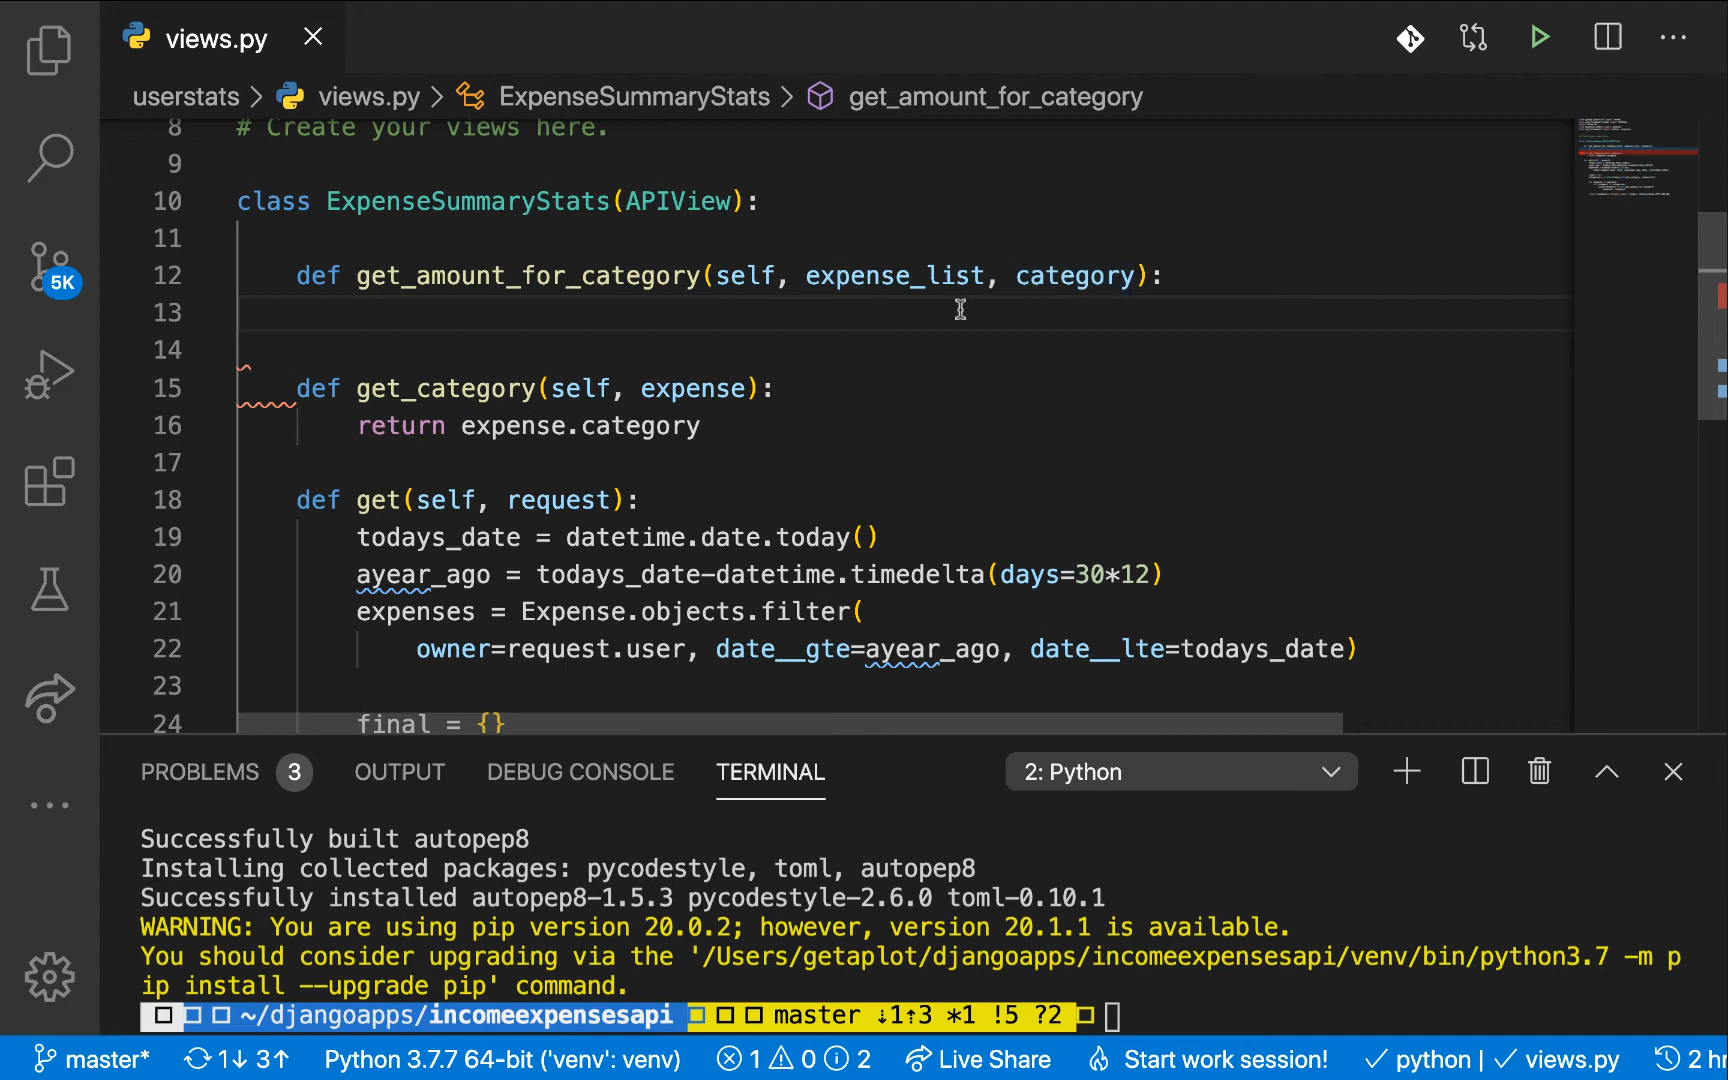 views.py
userstats > views.py > ExpenseSummaryStats > get_amount_for_category
8 # Create your views here.
9
10 class ExpenseSummaryStats(APIView):
11
12 def get_amount_for_category(self, expense_list, category):
13
14
15 def get_category(self, expense):
16 return expense.category
17
18 def get(self, request):
19 todays_date = datetime.date.today()
20 ayear_ago = todays_date-datetime.timedelta(days=30*12)
21 expenses = Expense.objects.filter(
22 owner=request.user, date__gte=ayear_ago, date__lte=todays_date)
23
24 final = {}
5K
PROBLEMS 3 OUTPUT DEBUG CONSOLE TERMINAL 2: Python
Successfully built autopep8
Installing collected packages: pycodestyle, toml, autopep8
Successfully installed autopep8-1.5.3 pycodestyle-2.6.0 toml-0.10.1
WARNING: You are using pip version 20.0.2; however, version 20.1.1 is available.
You should consider upgrading via the '/Users/getaplot/djangoapps/incomeexpensesapi/venv/bin/python3.7 -m p
ip install --upgrade pip' command.
~/djangoapps/incomeexpensesapi master ⇣1⇡3 *1 !5 ?2
master* 1↓ 3↑ Python 3.7.7 64-bit ('venv': venv) 1 0 2 Live Share Start work session! ✓ python | ✓ views.py 2 h